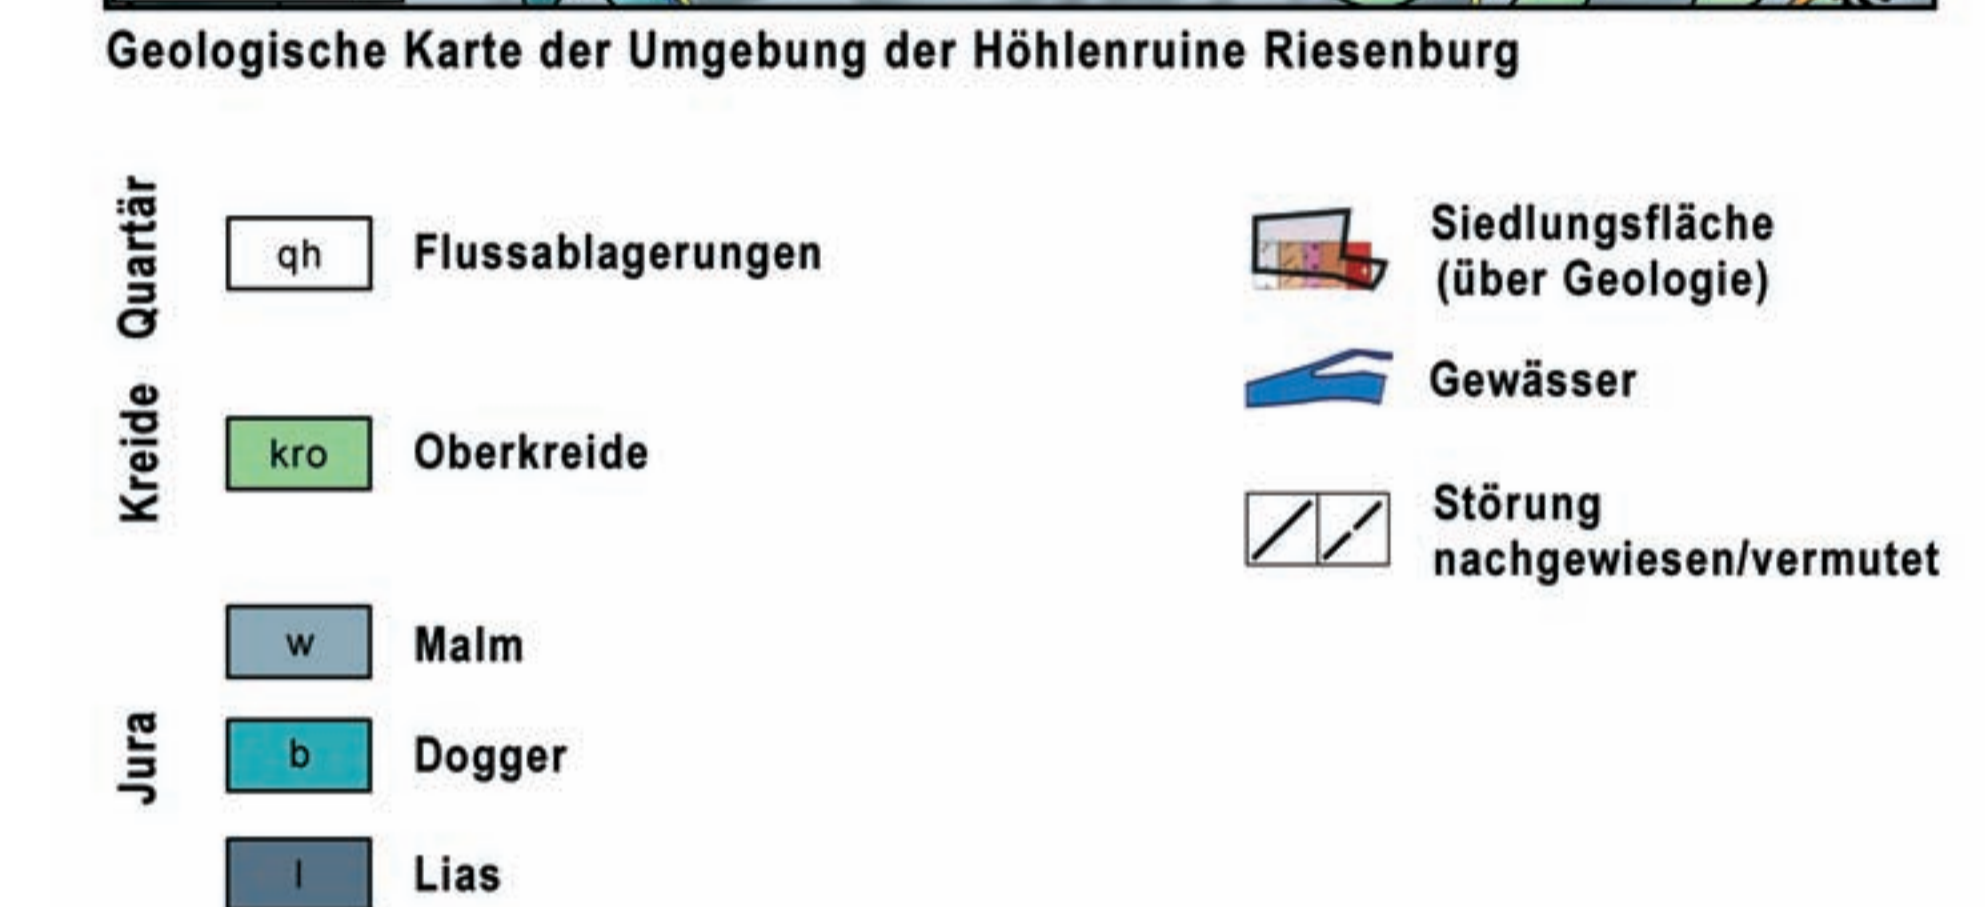 Geologische Karte der Umgebung der Höhlenruine Riesenburg
Quartär
qh
Flussablagerungen
Kreide
kro
Oberkreide
Jura
w
Malm
b
Dogger
l
Lias
Siedlungsfläche
(über Geologie)
Gewässer
Störung
nachgewiesen/vermutet